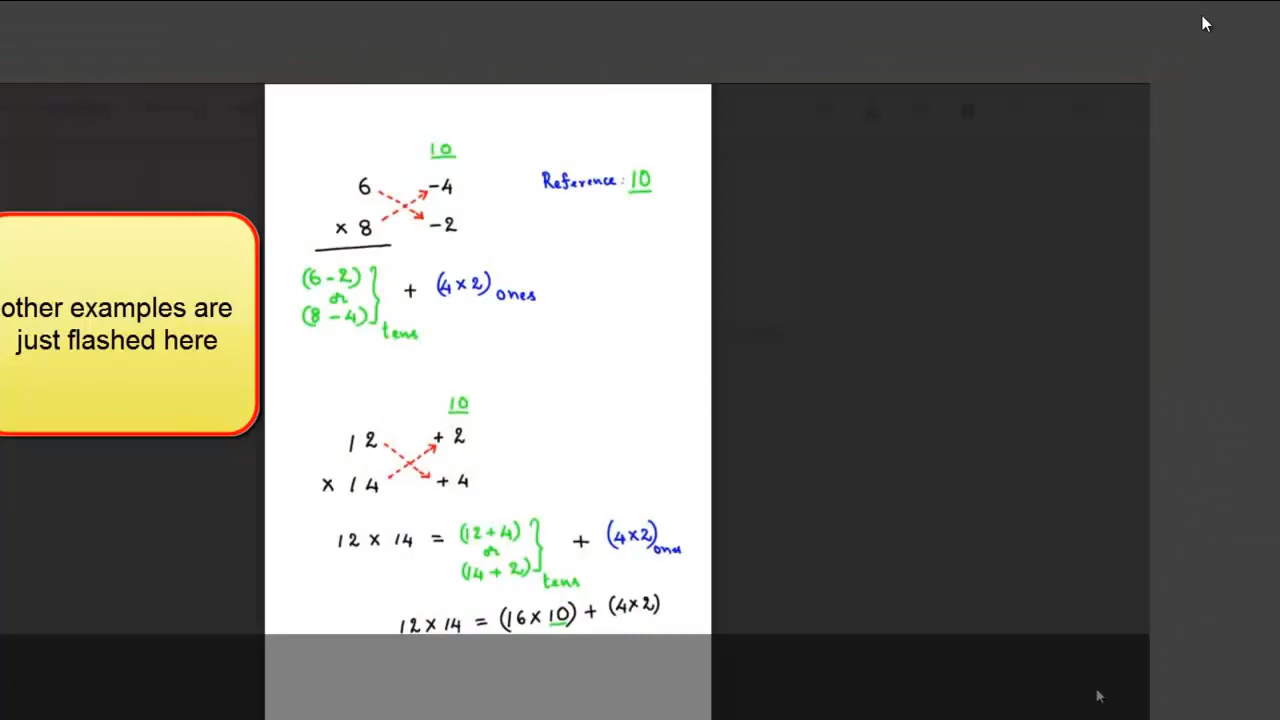 other examples are
just flashed here
10
6 -4
Reference: 10
× 8 -2
(6-2)
or
(8-4)
tens
+ (4×2) ones
10
12 +2
× 14 +4
12 × 14 = (12+4)
or
(14+2)
tens
+ (4×2) ones
12×14 = (16×10) + (4×2)